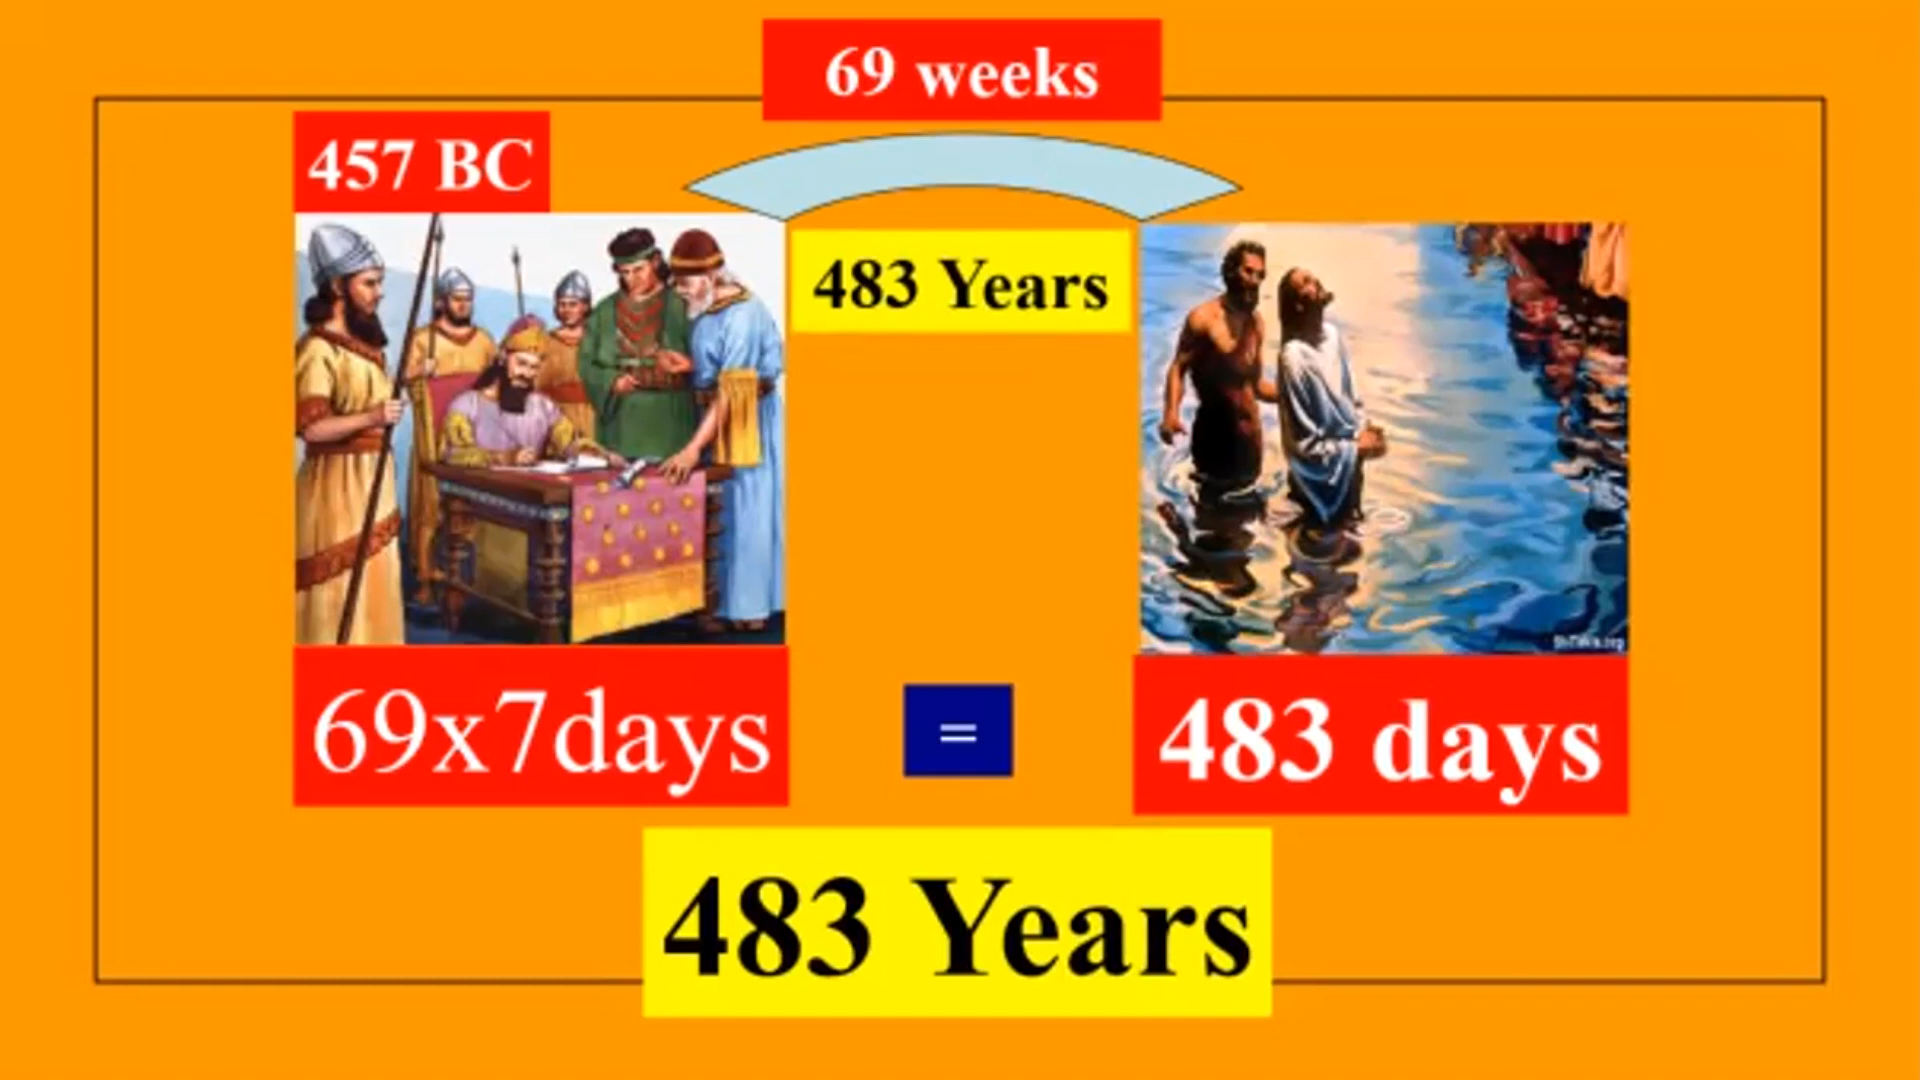 69 weeks
457 BC
483 Years
69x7days
=
483 days
483 Years